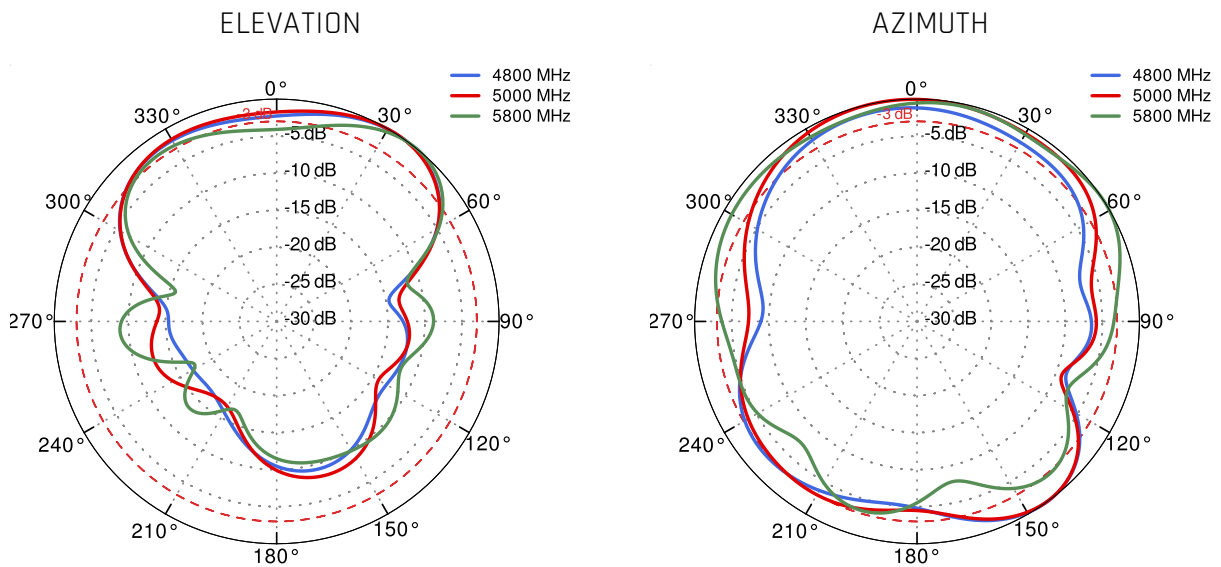 ELEVATION
4800 MHz
5000 MHz
5800 MHz
0°
330°
30°
-3 dB
-5 dB
-10 dB
300°
60°
-15 dB
-20 dB
-25 dB
270°
-30 dB
90°
240°
120°
210°
150°
180°
AZIMUTH
4800 MHz
5000 MHz
5800 MHz
0°
330°
30°
-3 dB
-5 dB
-10 dB
300°
60°
-15 dB
-20 dB
-25 dB
270°
-30 dB
90°
240°
120°
210°
150°
180°